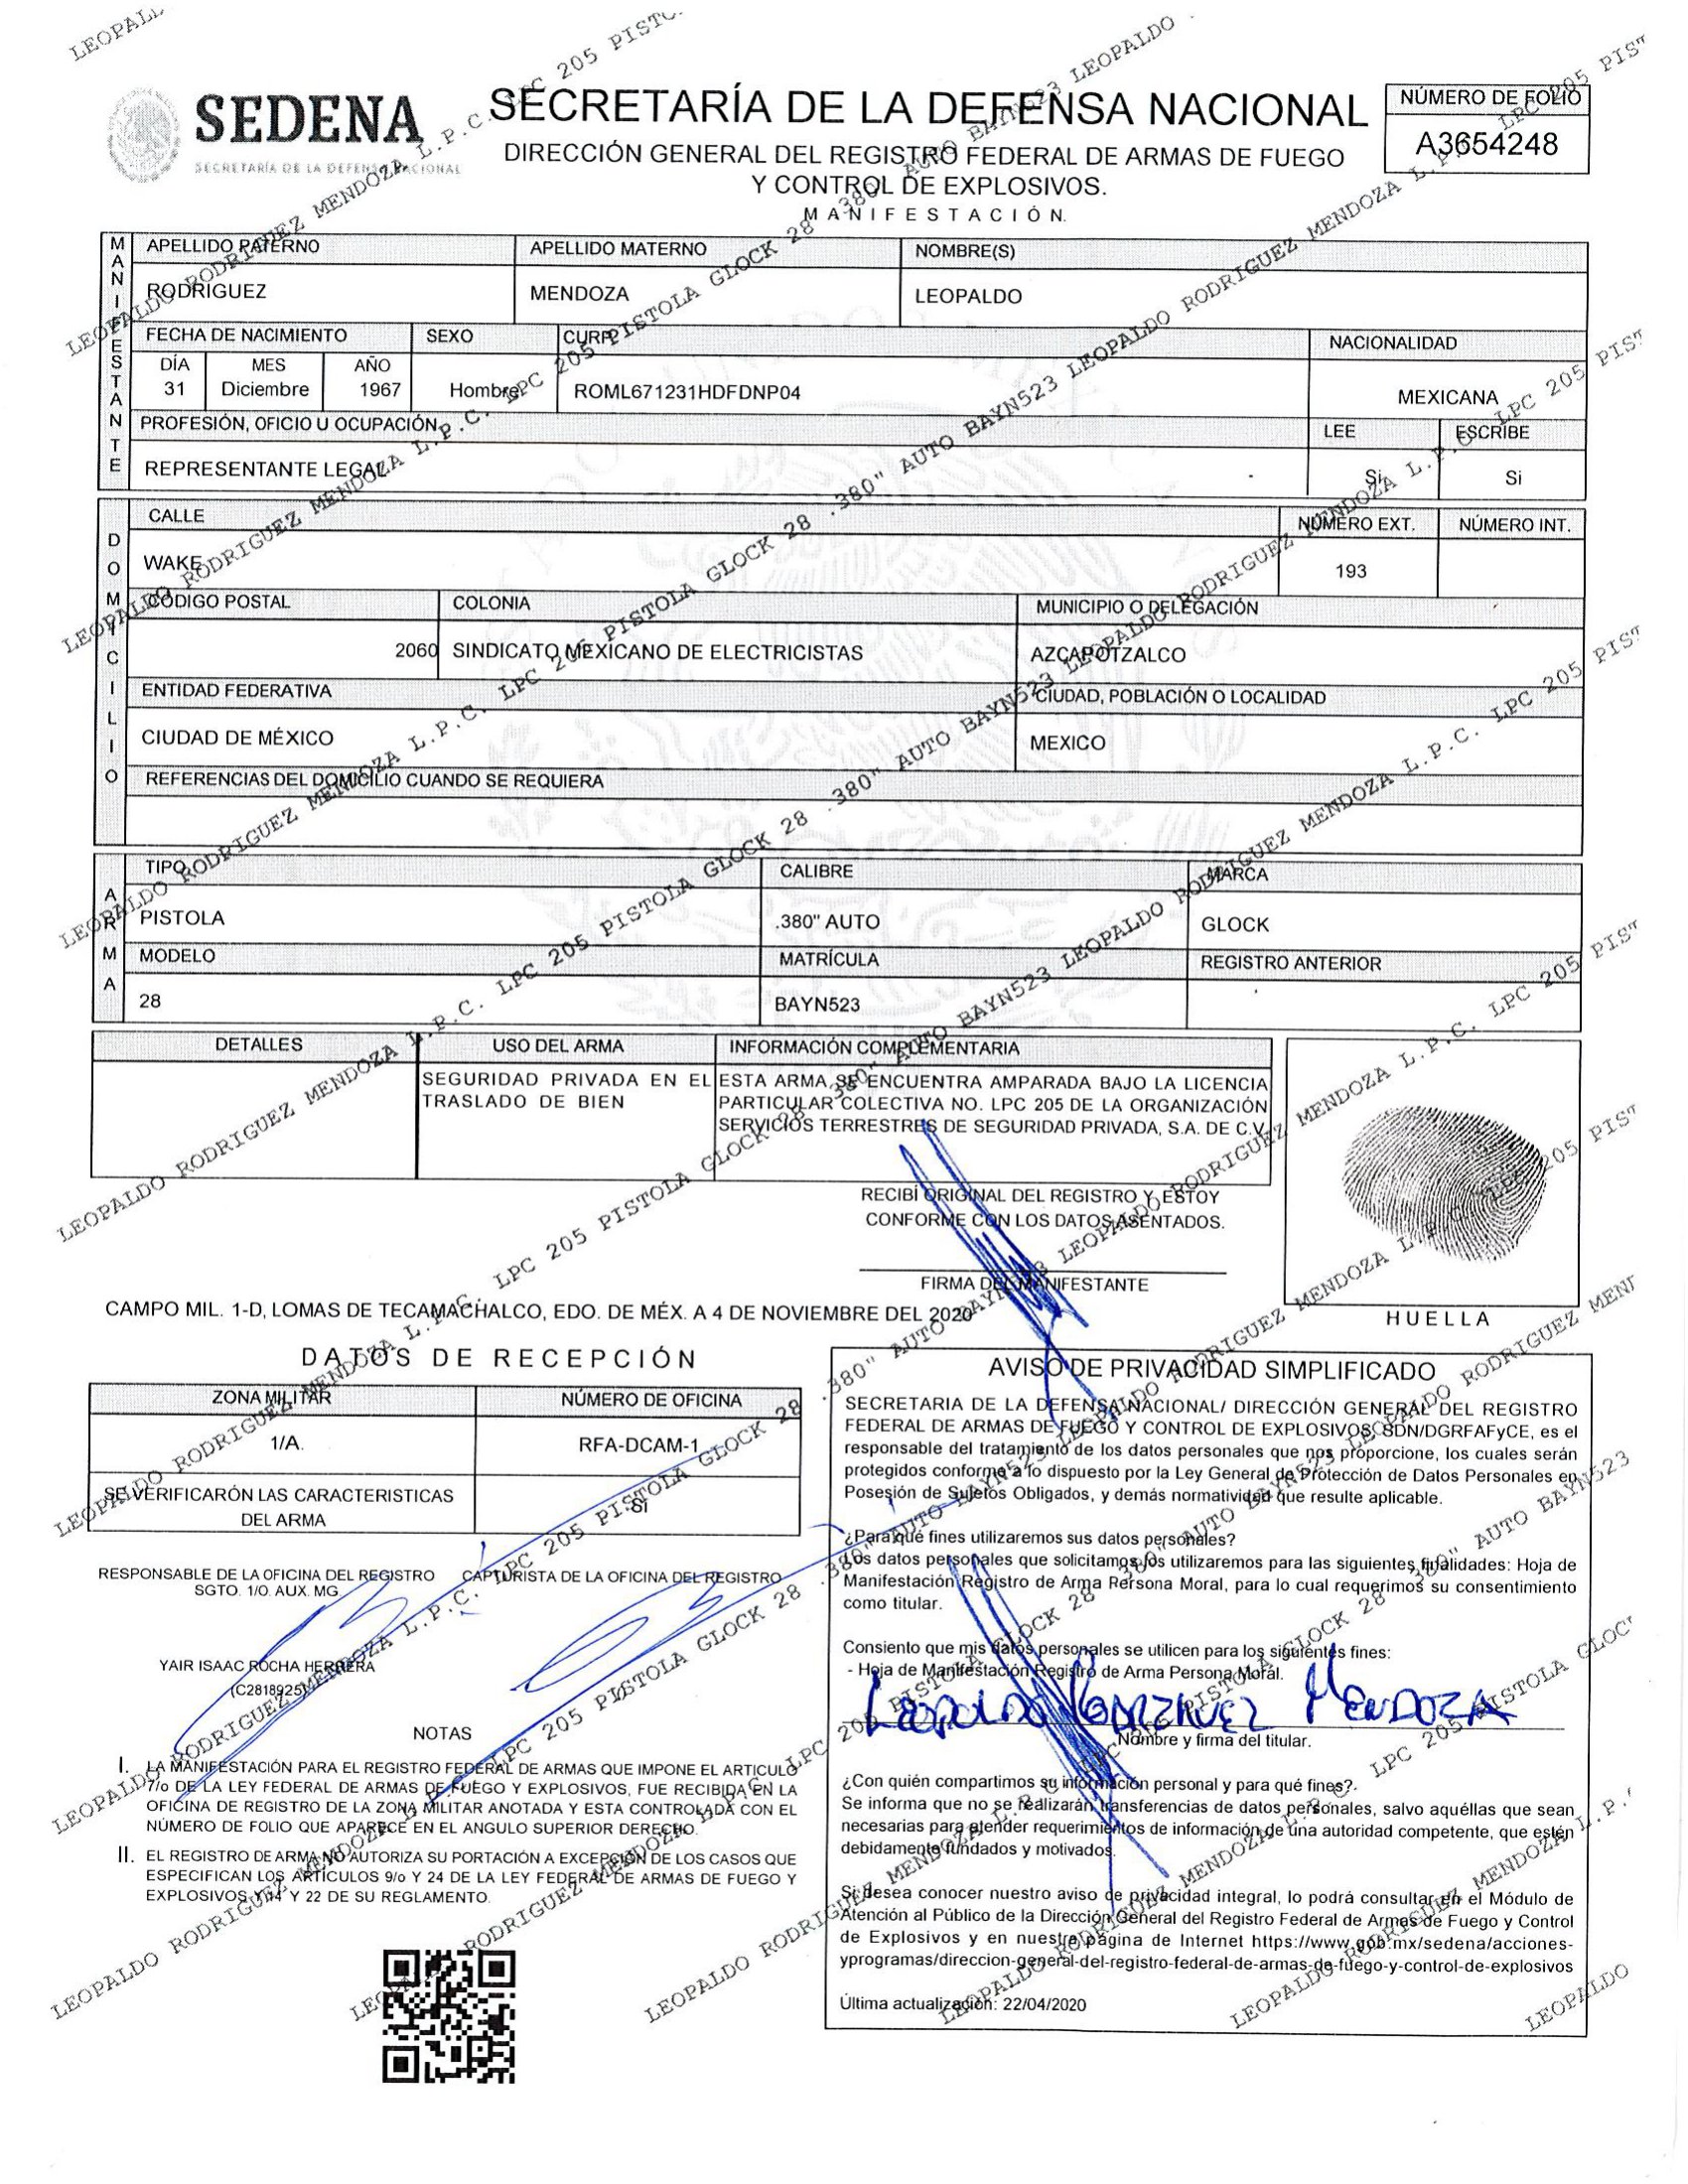 SEDENA
SECRETARÍA DE LA DEFENSA NACIONAL
SECRETARÍA DE LA DEFENSA NACIONAL
DIRECCIÓN GENERAL DEL REGISTRO FEDERAL DE ARMAS DE FUEGO
Y CONTROL DE EXPLOSIVOS.
MANIFESTACIÓN.
NÚMERO DE FOLIO
A3654248
MANIFESTANTE
APELLIDO PATERNO APELLIDO MATERNO NOMBRE(S)
RODRIGUEZ MENDOZA LEOPALDO
FECHA DE NACIMIENTO SEXO CURP NACIONALIDAD
DÍA MES AÑO
31 Diciembre 1967 Hombre ROML671231HDFDNP04 MEXICANA
PROFESIÓN, OFICIO U OCUPACIÓN LEE ESCRIBE
REPRESENTANTE LEGAL Si Si
DOMICILIO
CALLE NÚMERO EXT. NÚMERO INT.
WAKE 193
CÓDIGO POSTAL COLONIA MUNICIPIO O DELEGACIÓN
2060 SINDICATO MEXICANO DE ELECTRICISTAS AZCAPOTZALCO
ENTIDAD FEDERATIVA CIUDAD, POBLACIÓN O LOCALIDAD
CIUDAD DE MÉXICO MEXICO
REFERENCIAS DEL DOMICILIO CUANDO SE REQUIERA
ARMA
TIPO CALIBRE MARCA
PISTOLA .380" AUTO GLOCK
MODELO MATRÍCULA REGISTRO ANTERIOR
28 BAYN523
DETALLES USO DEL ARMA INFORMACIÓN COMPLEMENTARIA
SEGURIDAD PRIVADA EN EL TRASLADO DE BIEN
ESTA ARMA SE ENCUENTRA AMPARADA BAJO LA LICENCIA
PARTICULAR COLECTIVA NO. LPC 205 DE LA ORGANIZACIÓN
SERVICIOS TERRESTRES DE SEGURIDAD PRIVADA, S.A. DE C.V.
RECIBÍ ORIGINAL DEL REGISTRO Y ESTOY
CONFORME CON LOS DATOS ASENTADOS.
FIRMA DEL MANIFESTANTE
HUELLA
CAMPO MIL. 1-D, LOMAS DE TECAMACHALCO, EDO. DE MÉX. A 4 DE NOVIEMBRE DEL 2020
DATOS DE RECEPCIÓN
ZONA MILITAR NÚMERO DE OFICINA
1/A. RFA-DCAM-1
SE VERIFICARÓN LAS CARACTERISTICAS
DEL ARMA
SI
RESPONSABLE DE LA OFICINA DEL REGISTRO CAPTURISTA DE LA OFICINA DEL REGISTRO
SGTO. 1/O. AUX. MG.
YAIR ISAAC ROCHA HERRERA
(C2818925)
NOTAS
I. LA MANIFESTACIÓN PARA EL REGISTRO FEDERAL DE ARMAS QUE IMPONE EL ARTICULO
7/o DE LA LEY FEDERAL DE ARMAS DE FUEGO Y EXPLOSIVOS, FUE RECIBIDA EN LA
OFICINA DE REGISTRO DE LA ZONA MILITAR ANOTADA Y ESTA CONTROLADA CON EL
NÚMERO DE FOLIO QUE APARECE EN EL ANGULO SUPERIOR DERECHO.
II. EL REGISTRO DE ARMA NO AUTORIZA SU PORTACIÓN A EXCEPCIÓN DE LOS CASOS QUE
ESPECIFICAN LOS ARTÍCULOS 9/o Y 24 DE LA LEY FEDERAL DE ARMAS DE FUEGO Y
EXPLOSIVOS Y Y 22 DE SU REGLAMENTO.
AVISO DE PRIVACIDAD SIMPLIFICADO
SECRETARIA DE LA DEFENSA NACIONAL/ DIRECCIÓN GENERAL DEL REGISTRO
FEDERAL DE ARMAS DE FUEGO Y CONTROL DE EXPLOSIVOS, SDN/DGRFAFyCE, es el
responsable del tratamiento de los datos personales que nos proporcione, los cuales serán
protegidos conforme a lo dispuesto por la Ley General de Protección de Datos Personales en
Posesión de Sujetos Obligados, y demás normatividad que resulte aplicable.
¿Para qué fines utilizaremos sus datos personales?
Los datos personales que solicitamos los utilizaremos para las siguientes finalidades: Hoja de
Manifestación Registro de Arma Persona Moral, para lo cual requerimos su consentimiento
como titular.
Consiento que mis datos personales se utilicen para los siguientes fines:
- Hoja de Manifestación Registro de Arma Persona Moral.
LEOPALDO RODRIGUEZ MENDOZA
Nombre y firma del titular.
¿Con quién compartimos su información personal y para qué fines?.
Se informa que no se realizarán transferencias de datos personales, salvo aquéllas que sean
necesarias para atender requerimientos de información de una autoridad competente, que estén
debidamente fundados y motivados.
Si desea conocer nuestro aviso de privacidad integral, lo podrá consultar en el Módulo de
Atención al Público de la Dirección General del Registro Federal de Armas de Fuego y Control
de Explosivos y en nuestra página de Internet https://www.gob.mx/sedena/acciones-
yprogramas/direccion-general-del-registro-federal-de-armas-de-fuego-y-control-de-explosivos
Última actualización: 22/04/2020
LEOPALDO RODRIGUEZ MENDOZA L.P.C. LPC 205 PISTOLA GLOCK 28 .380" AUTO BAYN523